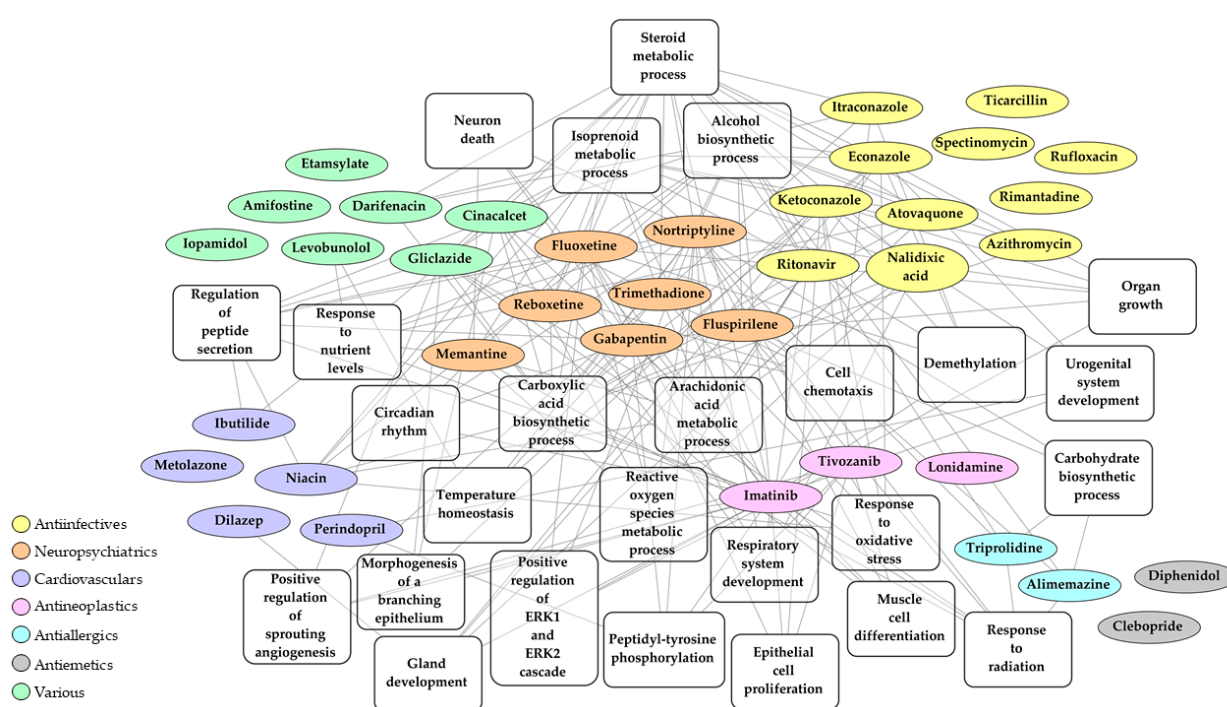 Steroid
metabolic
process
Neuron
death
Isoprenoid
metabolic
process
Alcohol
biosynthetic
process
Itraconazole
Ticarcillin
Econazole
Spectinomycin
Rufloxacin
Ketoconazole
Atovaquone
Rimantadine
Azithromycin
Ritonavir
Nalidixic
acid
Etamsylate
Amifostine
Darifenacin
Cinacalcet
Iopamidol
Levobunolol
Gliclazide
Fluoxetine
Nortriptyline
Reboxetine
Trimethadione
Gabapentin
Fluspirilene
Memantine
Organ
growth
Regulation
of
peptide
secretion
Response
to
nutrient
levels
Circadian
rhythm
Carboxylic
acid
biosynthetic
process
Arachidonic
acid
metabolic
process
Cell
chemotaxis
Demethylation
Urogenital
system
development
Ibutilide
Metolazone
Niacin
Dilazep
Perindopril
Temperature
homeostasis
Reactive
oxygen
species
metabolic
process
Tivozanib
Lonidamine
Imatinib
Carbohydrate
biosynthetic
process
Response
to
oxidative
stress
Respiratory
system
development
Triprolidine
Alimemazine
Diphenidol
Clebopride
Positive
regulation
of
sprouting
angiogenesis
Morphogenesis
of a
branching
epithelium
Gland
development
Positive
regulation
of
ERK1
and
ERK2
cascade
Peptidyl-tyrosine
phosphorylation
Epithelial
cell
proliferation
Muscle
cell
differentiation
Response
to
radiation
Antiinfectives
Neuropsychiatrics
Cardiovasculars
Antineoplastics
Antiallergics
Antiemetics
Various